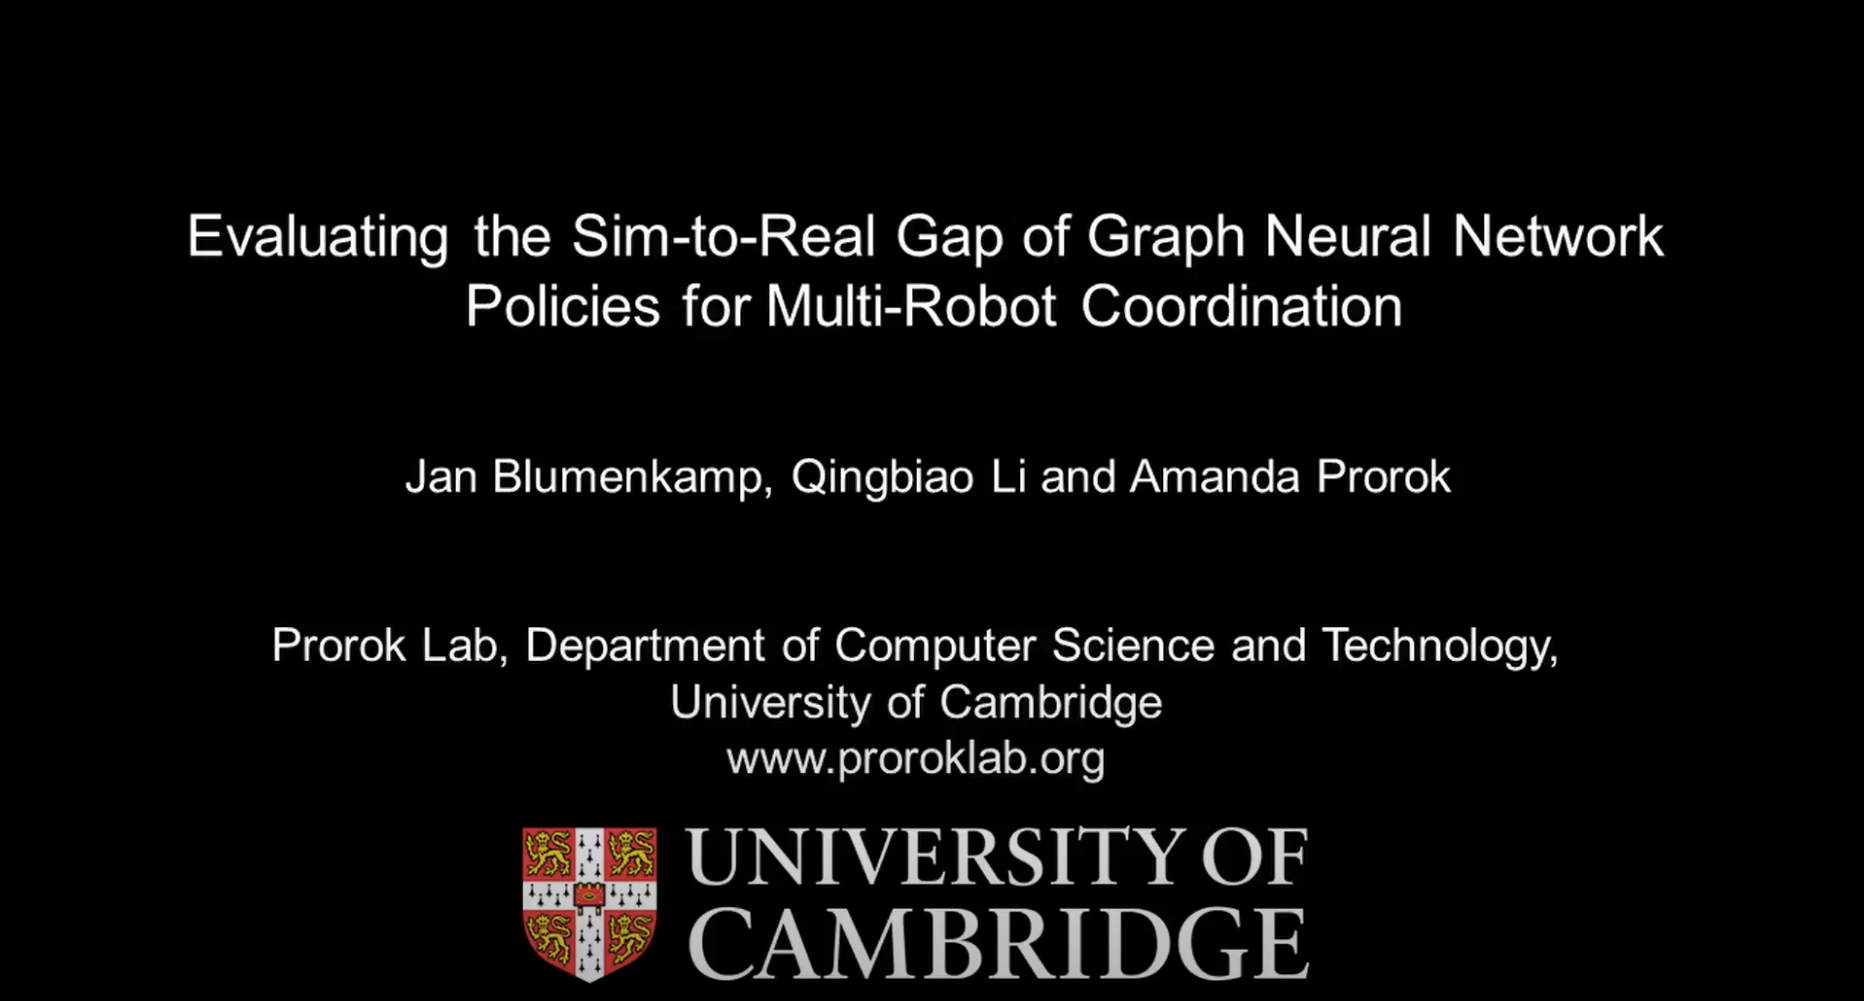 Evaluating the Sim-to-Real Gap of Graph Neural Network
Policies for Multi-Robot Coordination
Jan Blumenkamp, Qingbiao Li and Amanda Prorok
Prorok Lab, Department of Computer Science and Technology,
University of Cambridge
www.proroklab.org
UNIVERSITY OF
CAMBRIDGE